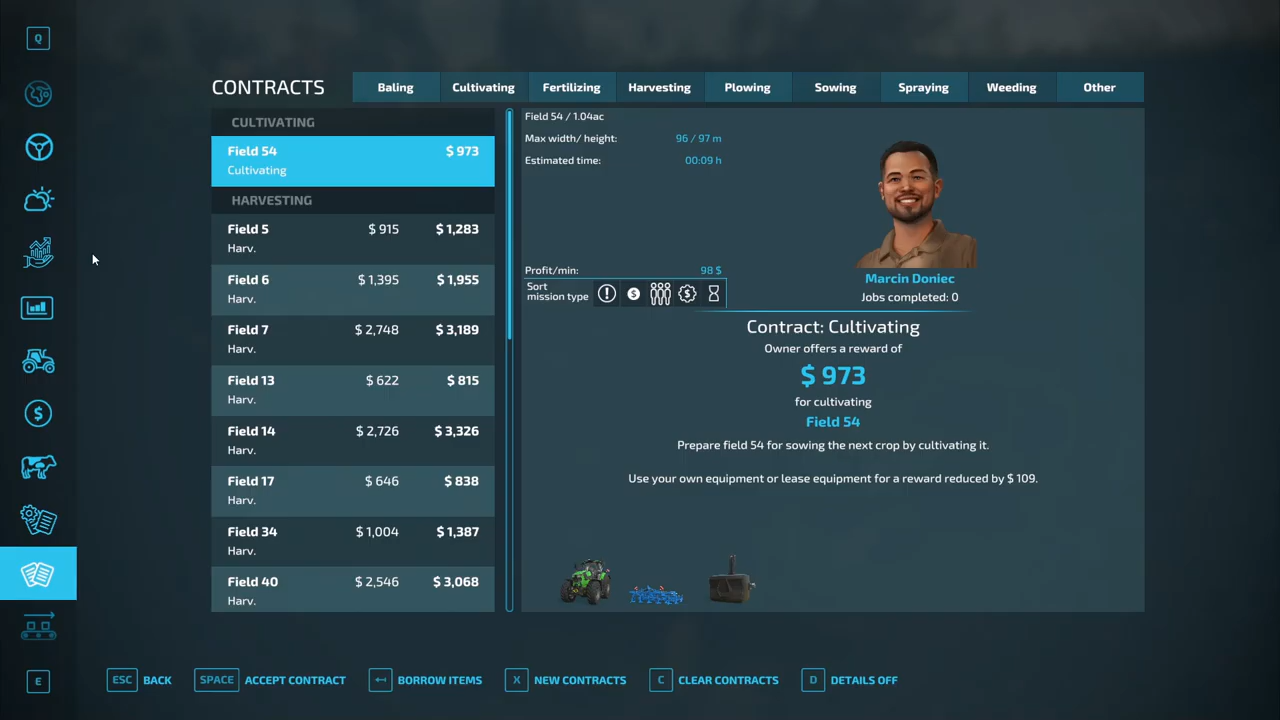 Q
CONTRACTS
Baling
Cultivating
Fertilizing
Harvesting
Plowing
Sowing
Spraying
Weeding
Other
CULTIVATING
Field 54 $ 973
Cultivating
HARVESTING
Field 5 $ 915 $ 1,283
Harv.
Field 6 $ 1,395 $ 1,955
Harv.
Field 7 $ 2,748 $ 3,189
Harv.
Field 13 $ 622 $ 815
Harv.
Field 14 $ 2,726 $ 3,326
Harv.
Field 17 $ 646 $ 838
Harv.
Field 34 $ 1,004 $ 1,387
Harv.
Field 40 $ 2,546 $ 3,068
Harv.
Field 54 / 1.04ac
Max width/ height: 96 / 97 m
Estimated time: 00:09 h
Profit/min: 98 $
Sort
mission type
Marcin Doniec
Jobs completed: 0
Contract: Cultivating
Owner offers a reward of
$ 973
for cultivating
Field 54
Prepare field 54 for sowing the next crop by cultivating it.
Use your own equipment or lease equipment for a reward reduced by $ 109.
E
ESC BACK
SPACE ACCEPT CONTRACT
BORROW ITEMS
X NEW CONTRACTS
C CLEAR CONTRACTS
D DETAILS OFF